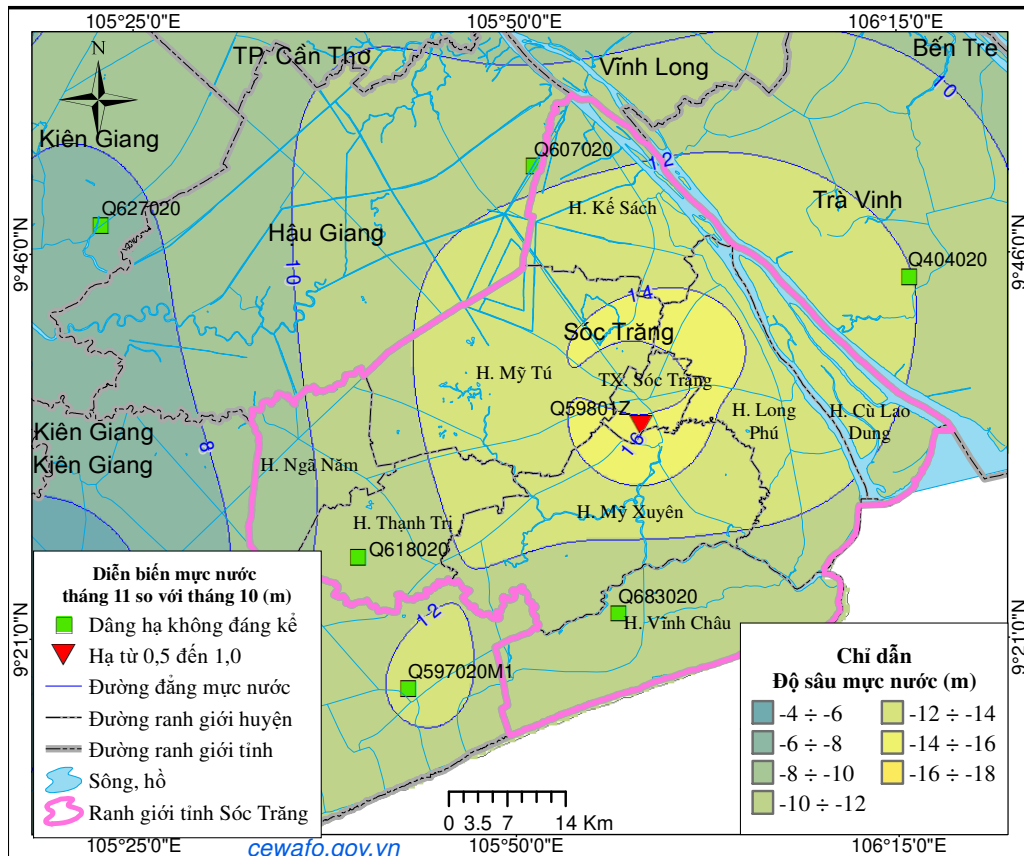 105°25'0"E 105°50'0"E 106°15'0"E
N
TP. Cần Thơ
Vĩnh Long
Bến Tre
10
Kiên Giang
Q607020
12
Q627020
H. Kế Sách
Trà Vinh
Hậu Giang
9°46'0"N
9°46'0"N
Q404020
10
14
Sóc Trăng
H. Mỹ Tú
TX. Sóc Trăng
Q59801Z
H. Long Phú
H. Cù Lao Dung
16
Kiên Giang
8
Kiên Giang
H. Ngã Năm
H. Mỹ Xuyên
H. Thạnh Trị
Q618020
Q683020
H. Vĩnh Châu
12
Q597020M1
9°21'0"N
9°21'0"N
Diễn biến mực nước
tháng 11 so với tháng 10 (m)
Dâng hạ không đáng kể
Hạ từ 0,5 đến 1,0
Đường đẳng mực nước
Đường ranh giới huyện
Đường ranh giới tỉnh
Sông, hồ
Ranh giới tỉnh Sóc Trăng
Chỉ dẫn
Độ sâu mực nước (m)
-4 ÷ -6
-6 ÷ -8
-8 ÷ -10
-10 ÷ -12
-12 ÷ -14
-14 ÷ -16
-16 ÷ -18
0 3.5 7 14 Km
105°25'0"E 105°50'0"E 106°15'0"E
cewafo.gov.vn